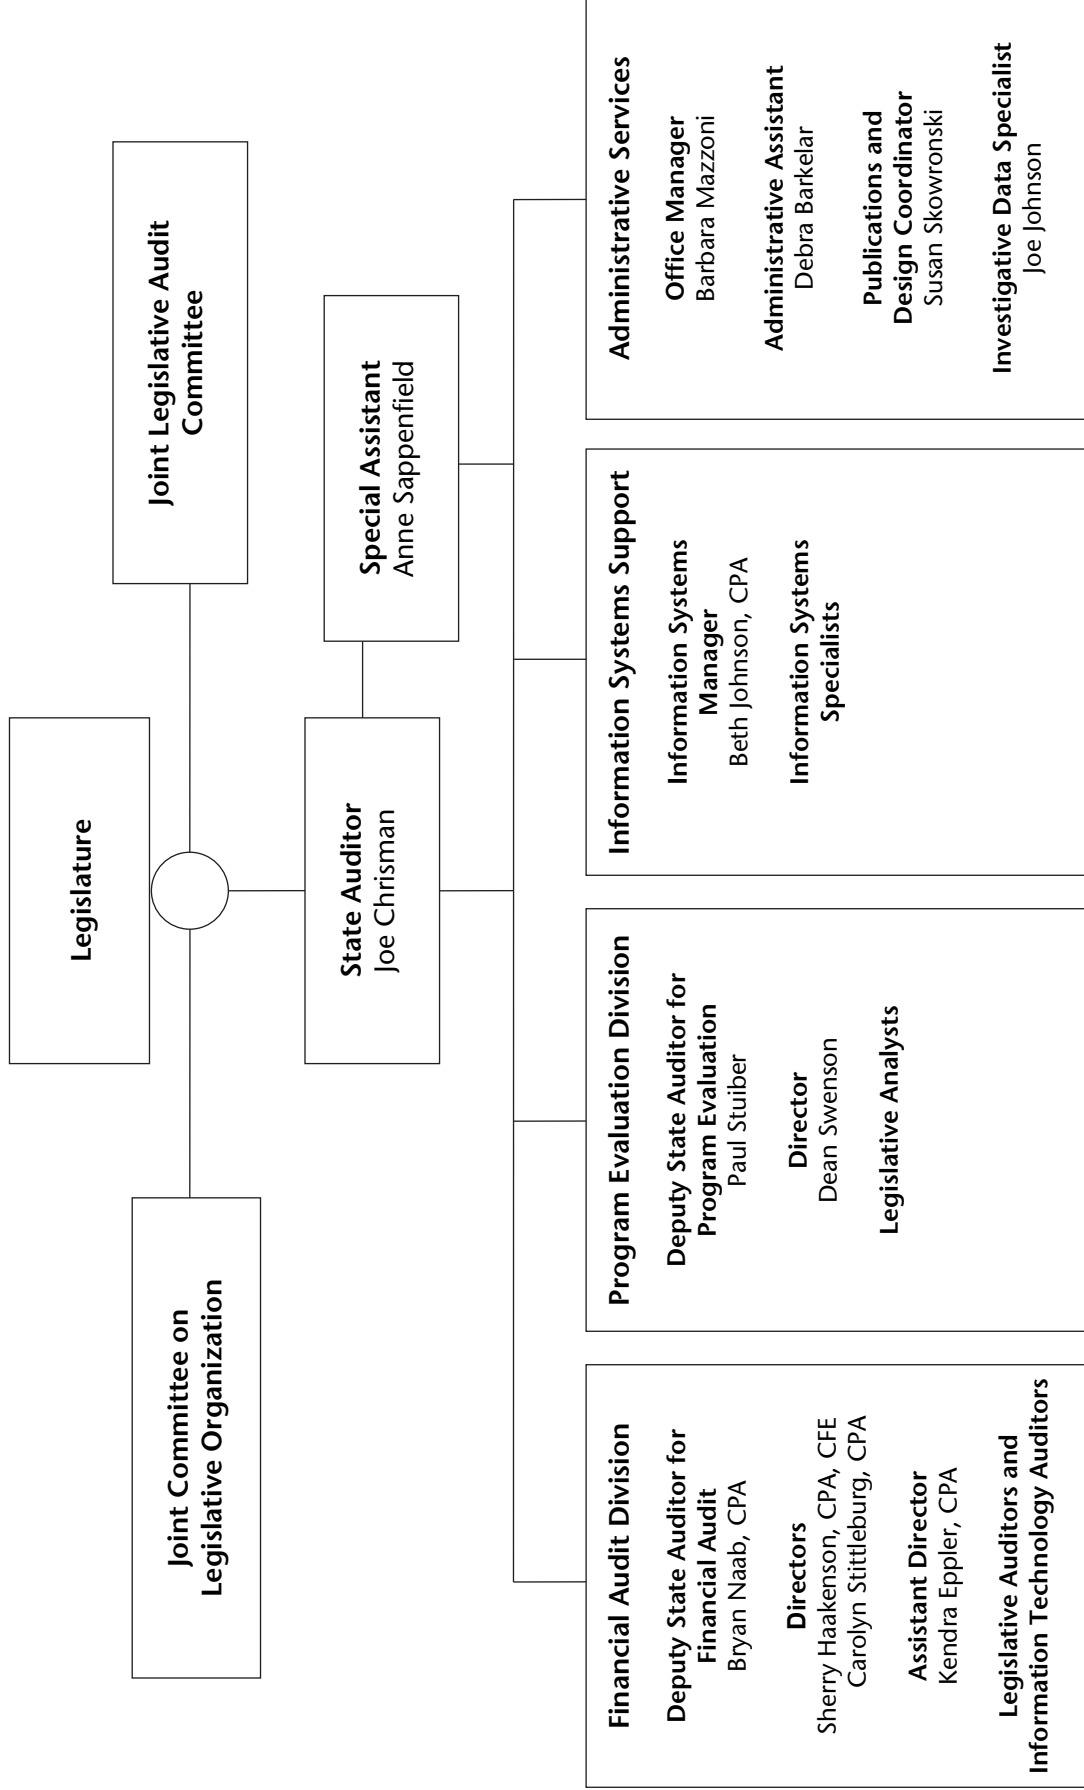 Legislature
Joint Committee on
Legislative Organization
Joint Legislative Audit
Committee
State Auditor
Joe Chrisman
Special Assistant
Anne Sappenfield
Financial Audit Division
Deputy State Auditor for
Financial Audit
Bryan Naab, CPA
Directors
Sherry Haakenson, CPA, CFE
Carolyn Stittleburg, CPA
Assistant Director
Kendra Eppler, CPA
Legislative Auditors and
Information Technology Auditors
Program Evaluation Division
Deputy State Auditor for
Program Evaluation
Paul Stuiber
Director
Dean Swenson
Legislative Analysts
Information Systems Support
Information Systems
Manager
Beth Johnson, CPA
Information Systems
Specialists
Administrative Services
Office Manager
Barbara Mazzoni
Administrative Assistant
Debra Barkelar
Publications and
Design Coordinator
Susan Skowronski
Investigative Data Specialist
Joe Johnson